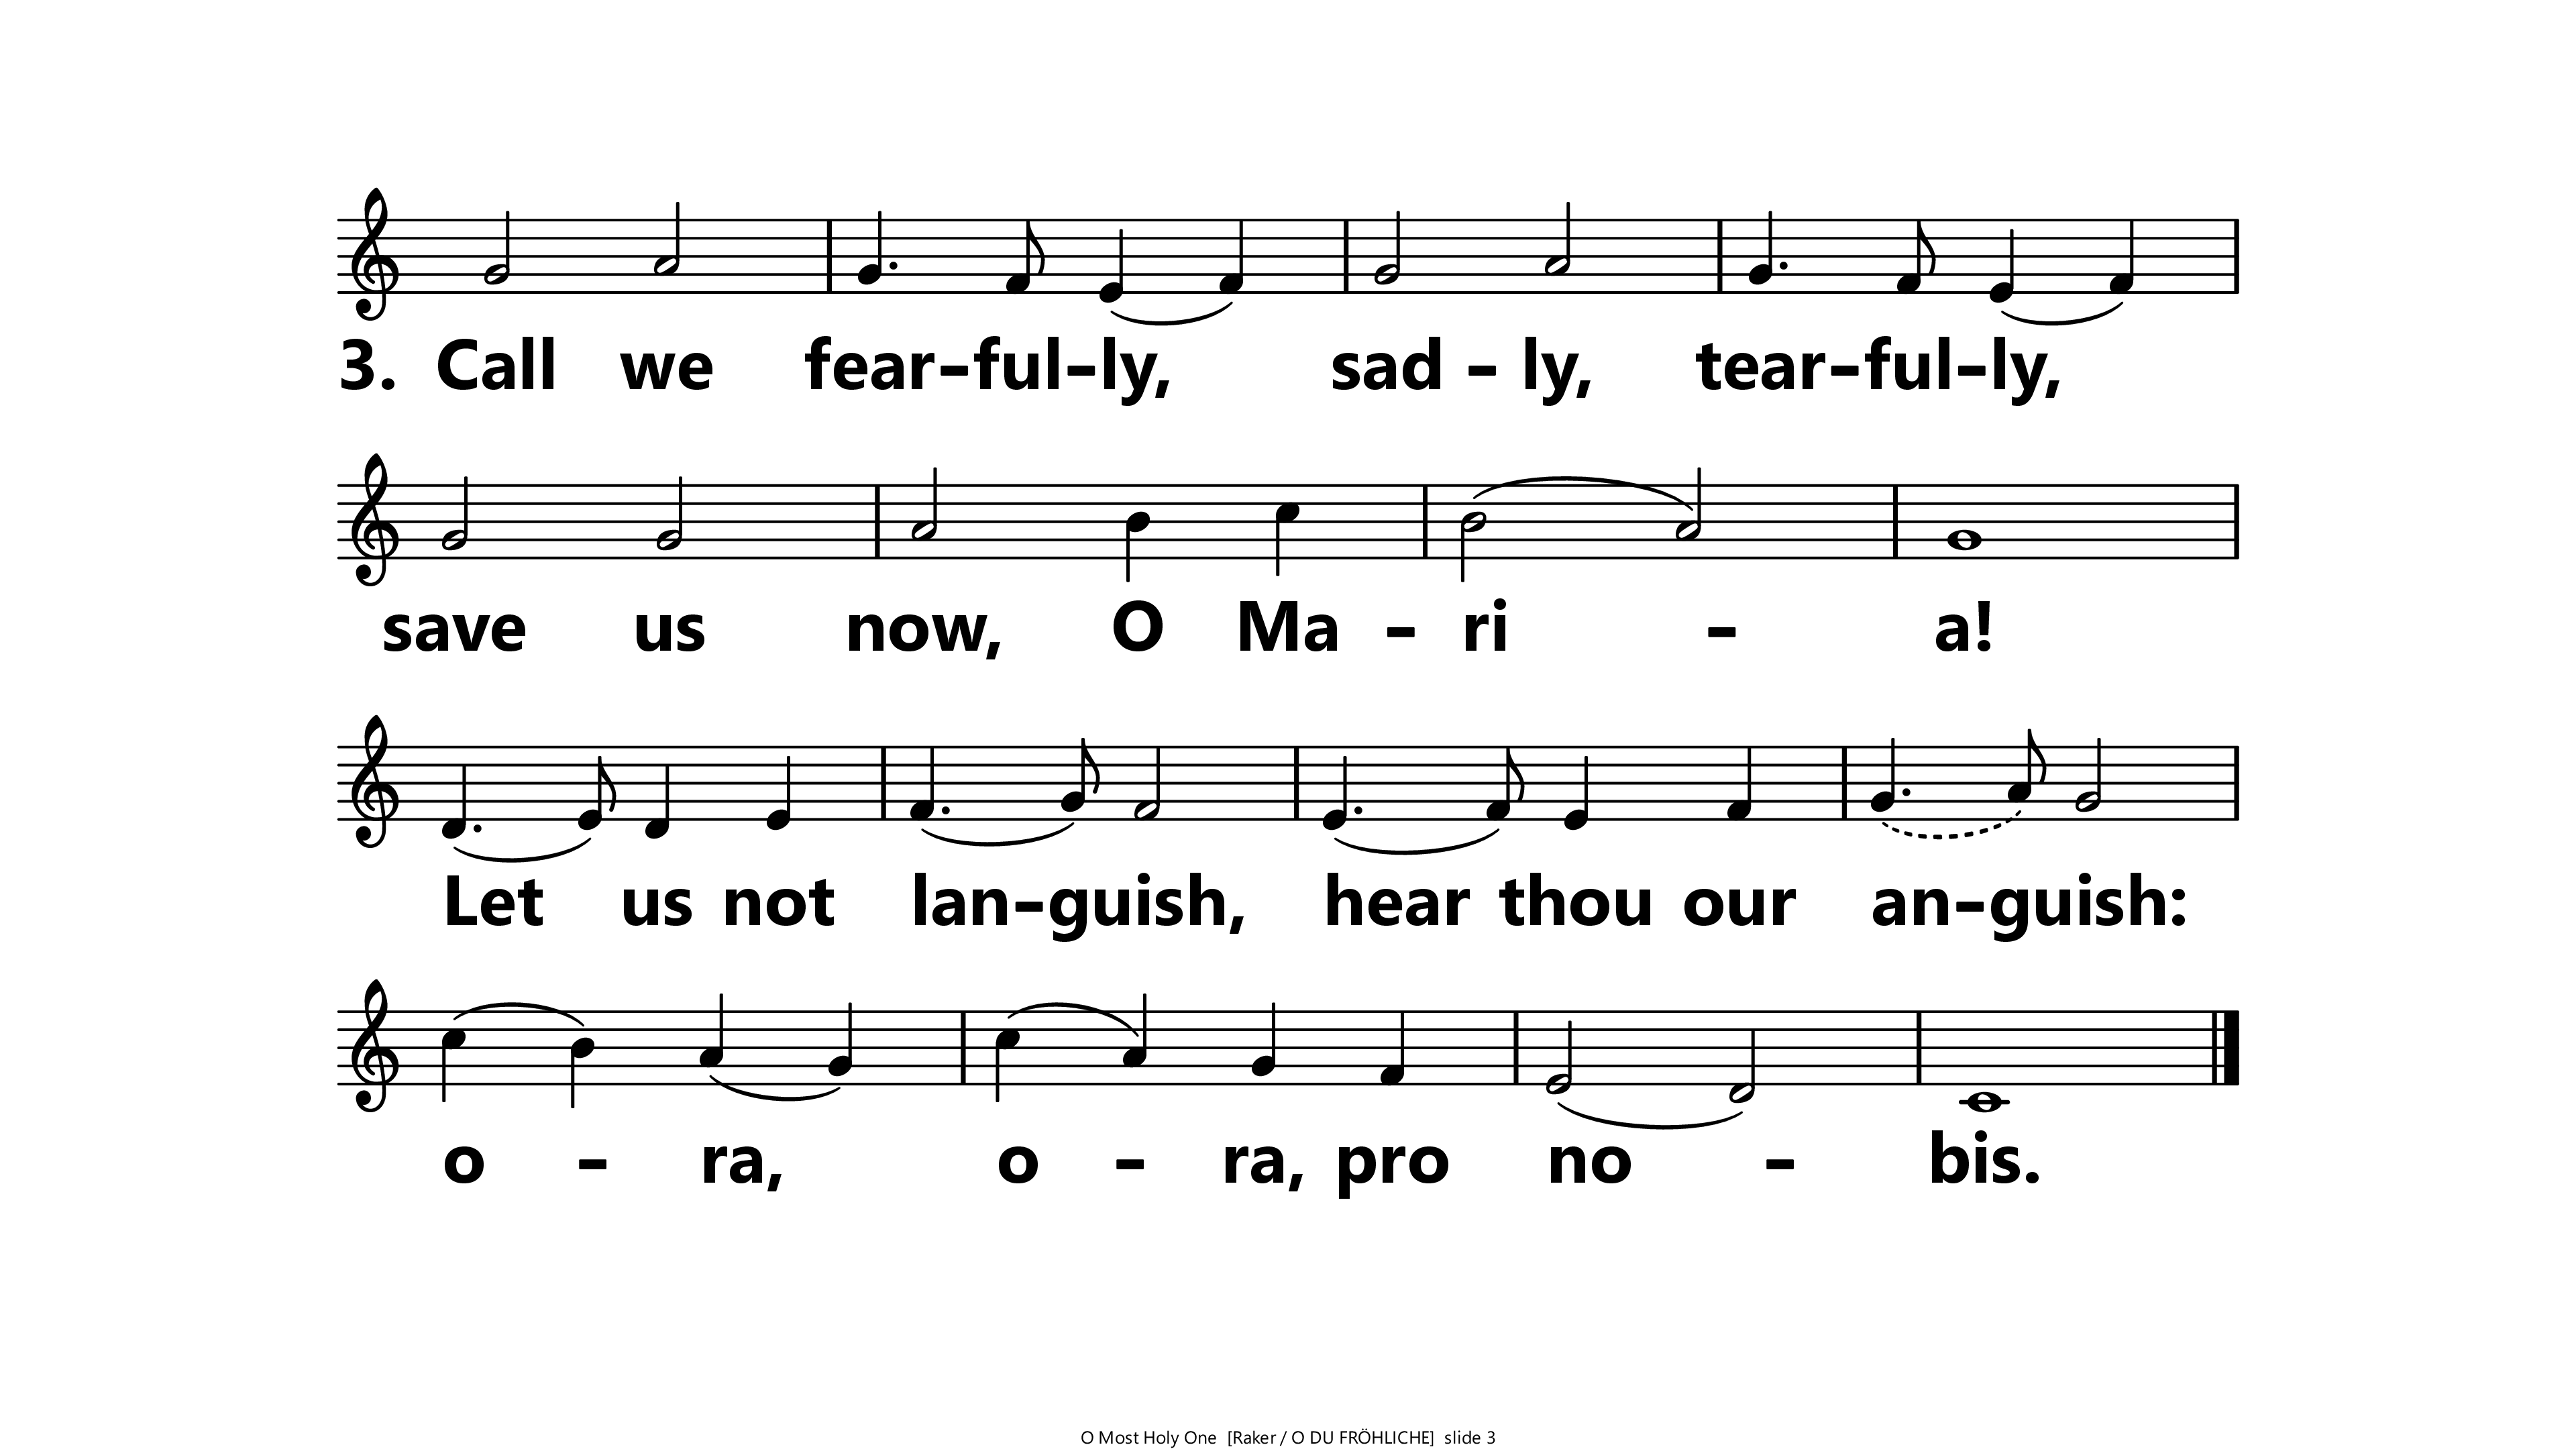 3. Call we fear-ful-ly, sad - ly, tear-ful-ly,
save us now, O Ma - ri - a!
Let us not lan-guish, hear thou our an-guish:
o - ra, o - ra, pro no - bis.
O Most Holy One [Raker / O DU FRÖHLICHE] slide 3